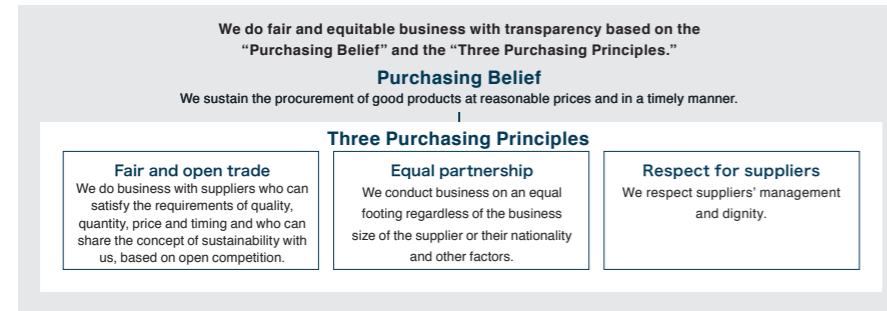 We do fair and equitable business with transparency based on the
“Purchasing Belief” and the “Three Purchasing Principles.”
Purchasing Belief
We sustain the procurement of good products at reasonable prices and in a timely manner.
Three Purchasing Principles
Fair and open trade
We do business with suppliers who can
satisfy the requirements of quality,
quantity, price and timing and who can
share the concept of sustainability with
us, based on open competition.
Equal partnership
We conduct business on an equal
footing regardless of the business
size of the supplier or their nationality
and other factors.
Respect for suppliers
We respect suppliers’ management
and dignity.